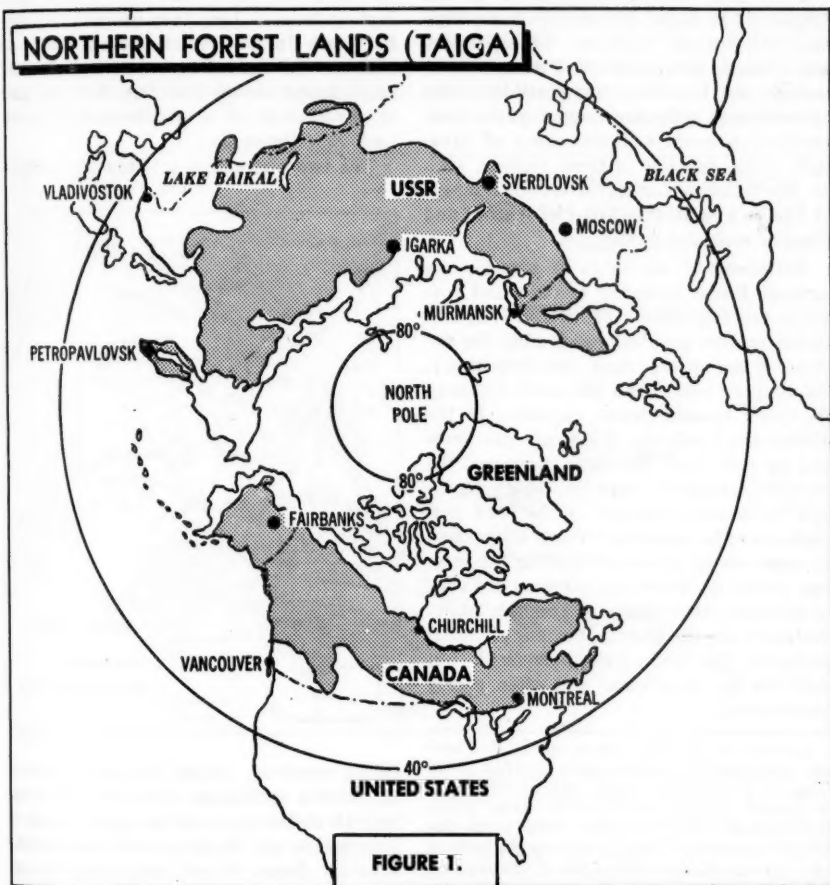 NORTHERN FOREST LANDS (TAIGA)
VLADIVOSTOK
LAKE BAIKAL
USSR
SVERDLOVSK
BLACK SEA
MOSCOW
IGARKA
MURMANSK
PETROPAVLOVSK
80°
NORTH
POLE
80°
GREENLAND
FAIRBANKS
CHURCHILL
VANCOUVER
CANADA
MONTREAL
40°
UNITED STATES
FIGURE 1.